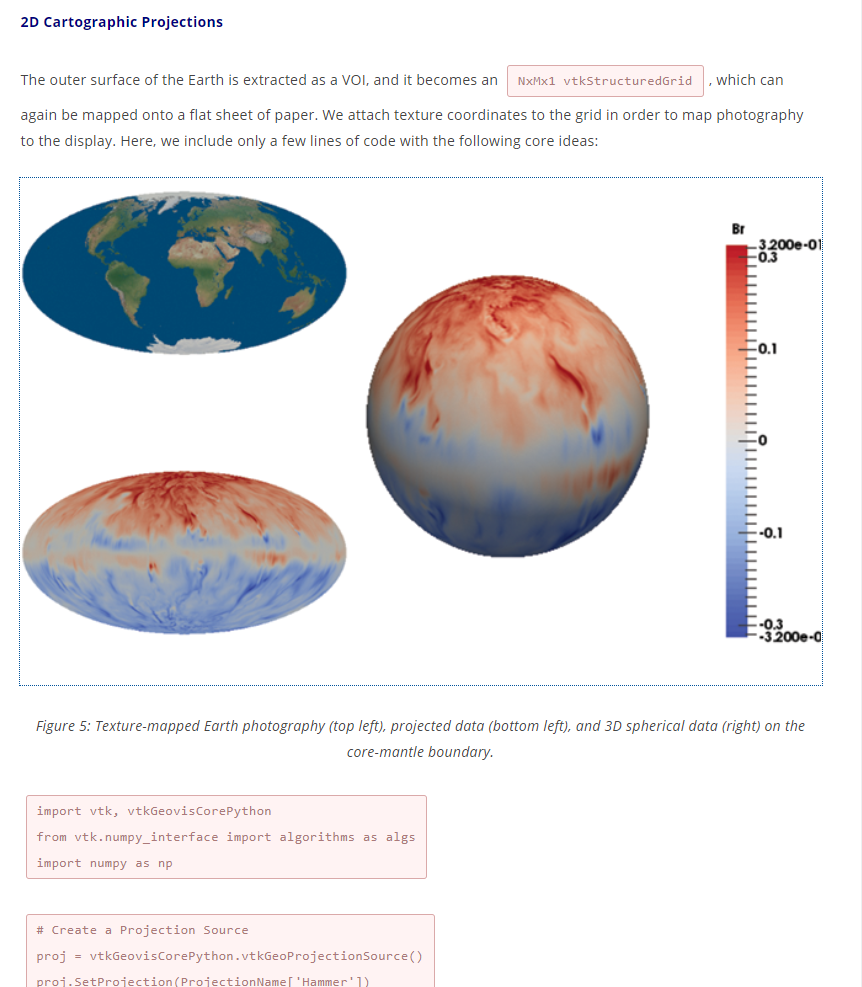 2D Cartographic Projections
The outer surface of the Earth is extracted as a VOI, and it becomes an NxMx1 vtkStructuredGrid , which can
again be mapped onto a flat sheet of paper. We attach texture coordinates to the grid in order to map photography
to the display. Here, we include only a few lines of code with the following core ideas:
Br
3.200e-01
0.3
0.1
0
-0.1
-0.3
-3.200e-0
Figure 5: Texture-mapped Earth photography (top left), projected data (bottom left), and 3D spherical data (right) on the
core-mantle boundary.
import vtk, vtkGeovisCorePython
from vtk.numpy_interface import algorithms as algs
import numpy as np
# Create a Projection Source
proj = vtkGeovisCorePython.vtkGeoProjectionSource()
proj.SetProjection(ProjectionName['Hammer'])